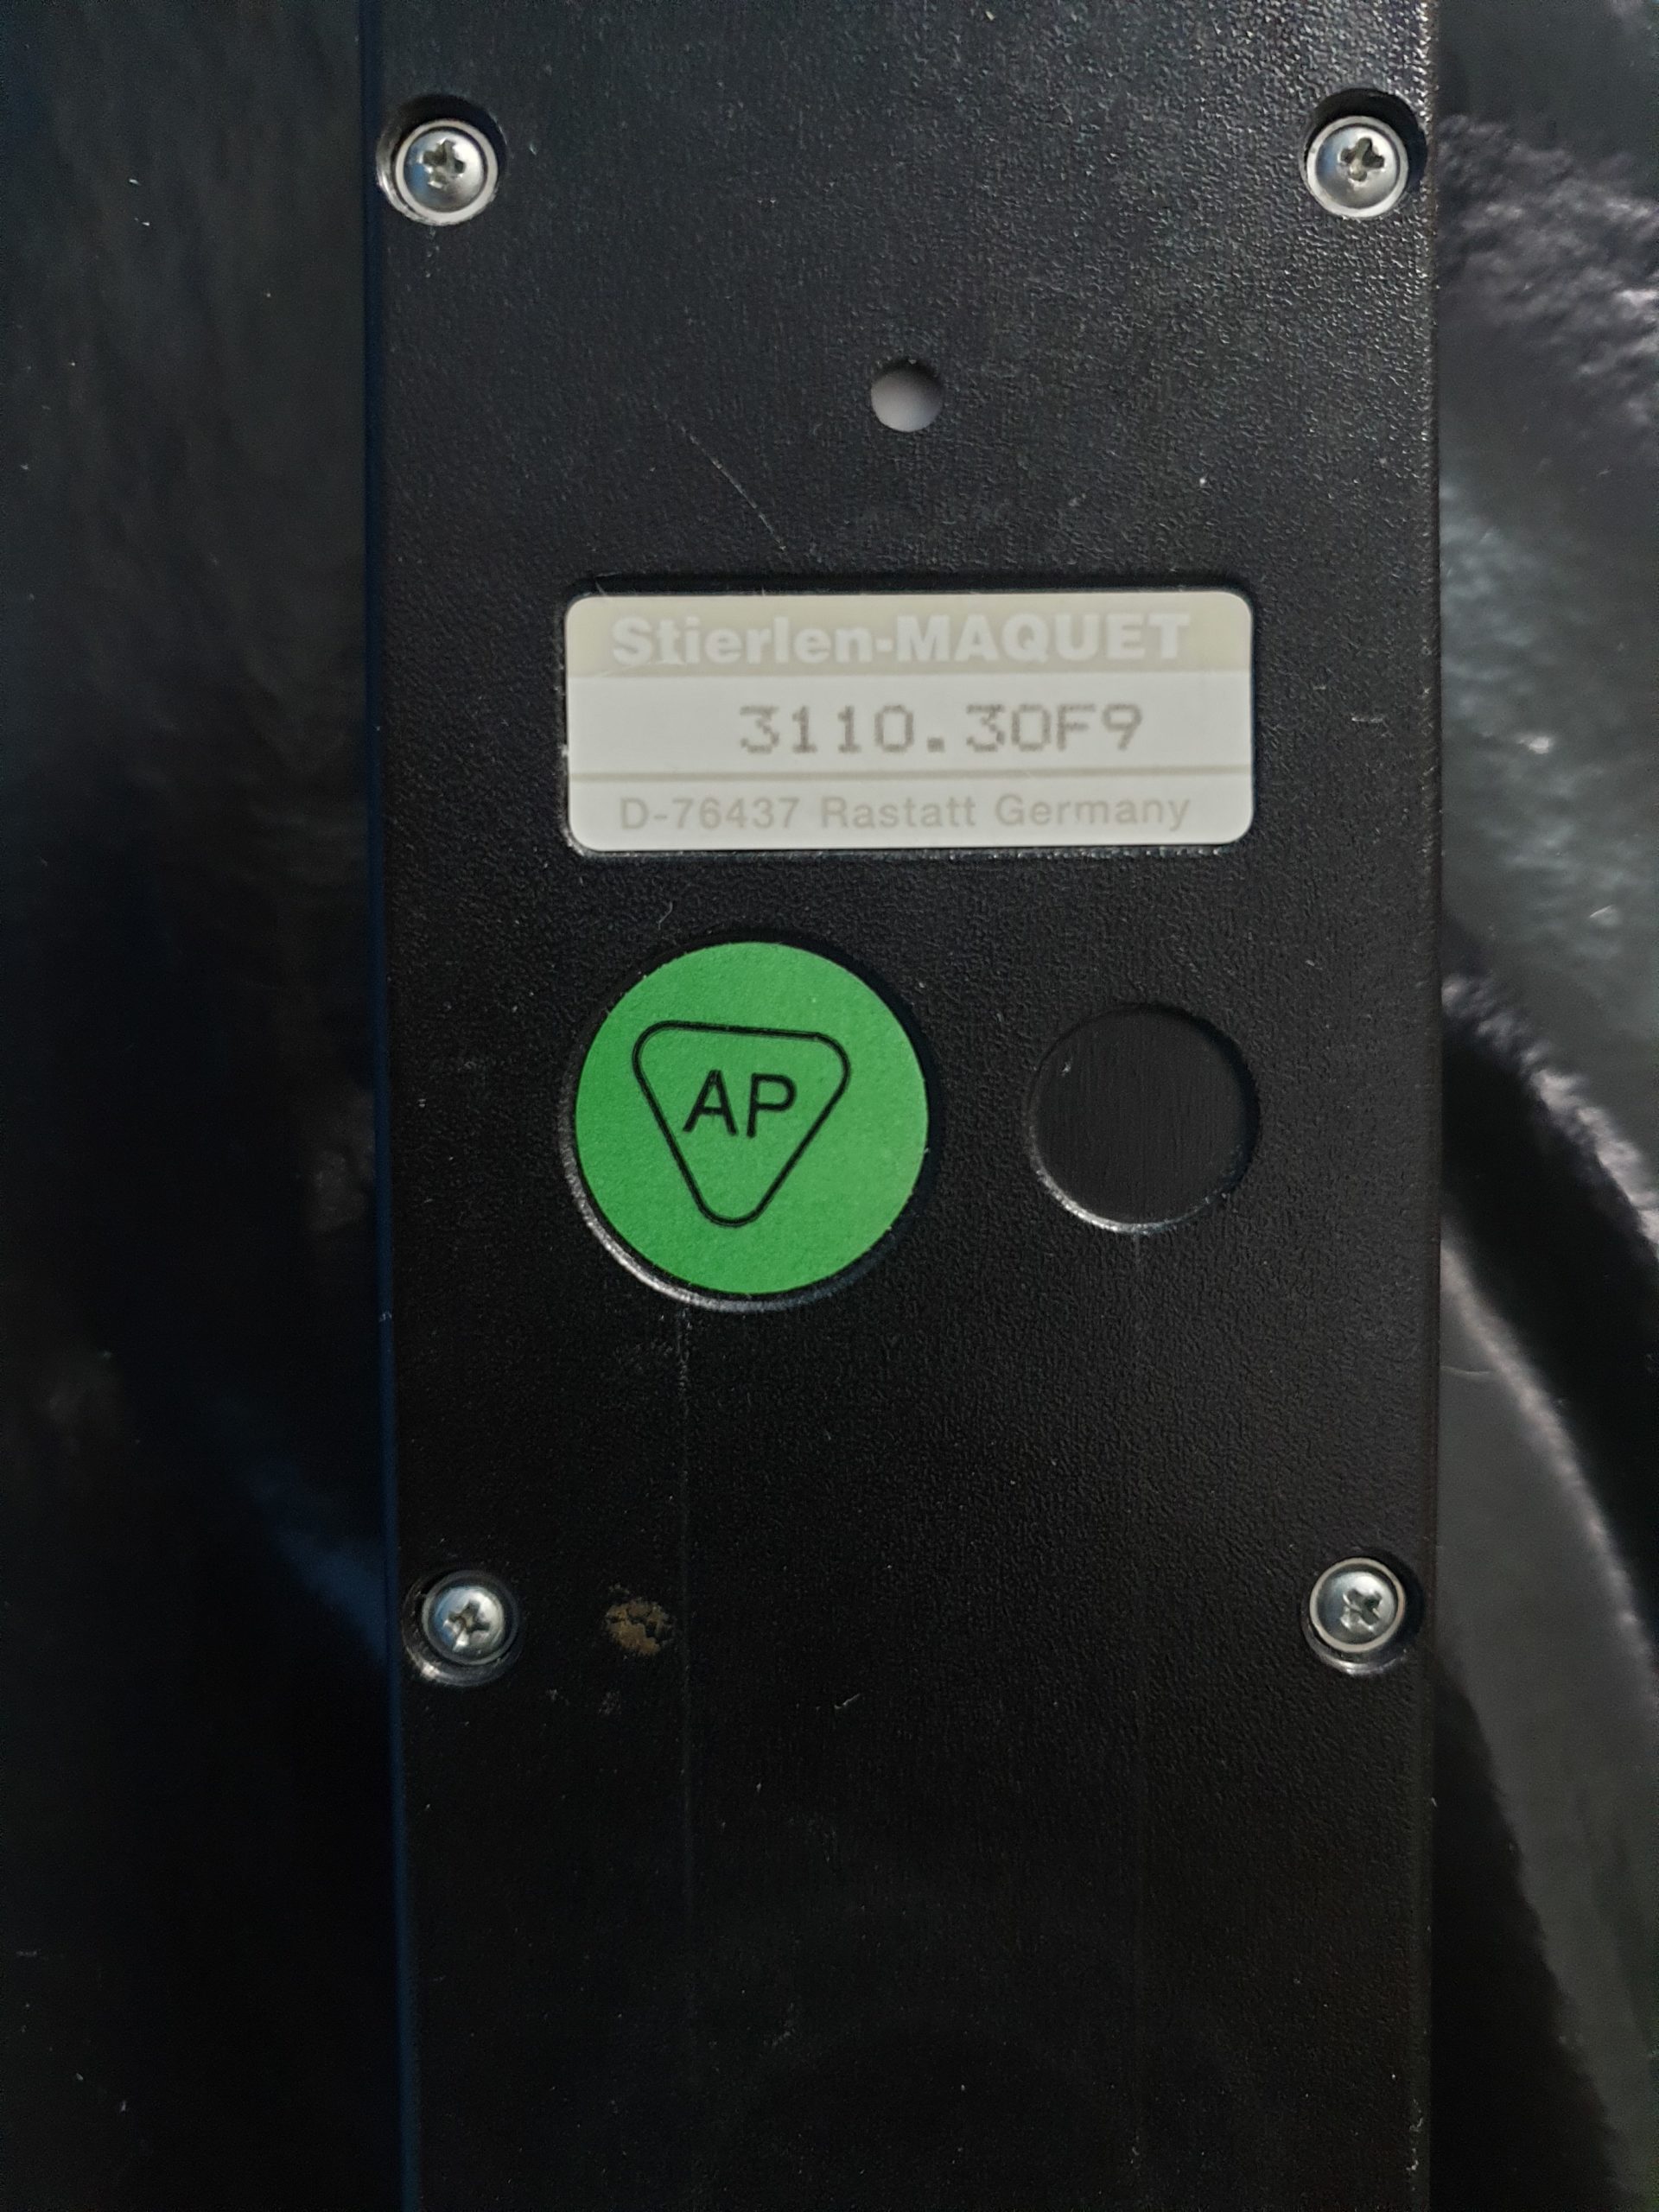 Stierlen-MAQUET
3110.30F9
D-76437 Rastatt Germany
AP